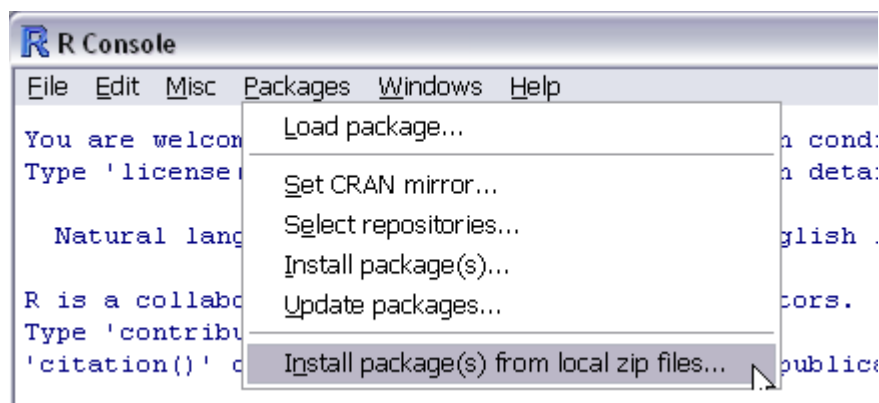 R R Console
File Edit Misc Packages Windows Help
You are welcom
Type 'license
Natural lang
R is a collabo
Type 'contribu
'citation()'
Load package...
Set CRAN mirror...
Select repositories...
Install package(s)...
Update packages...
Install package(s) from local zip files...
n cond
n deta
glish
tors.
publica